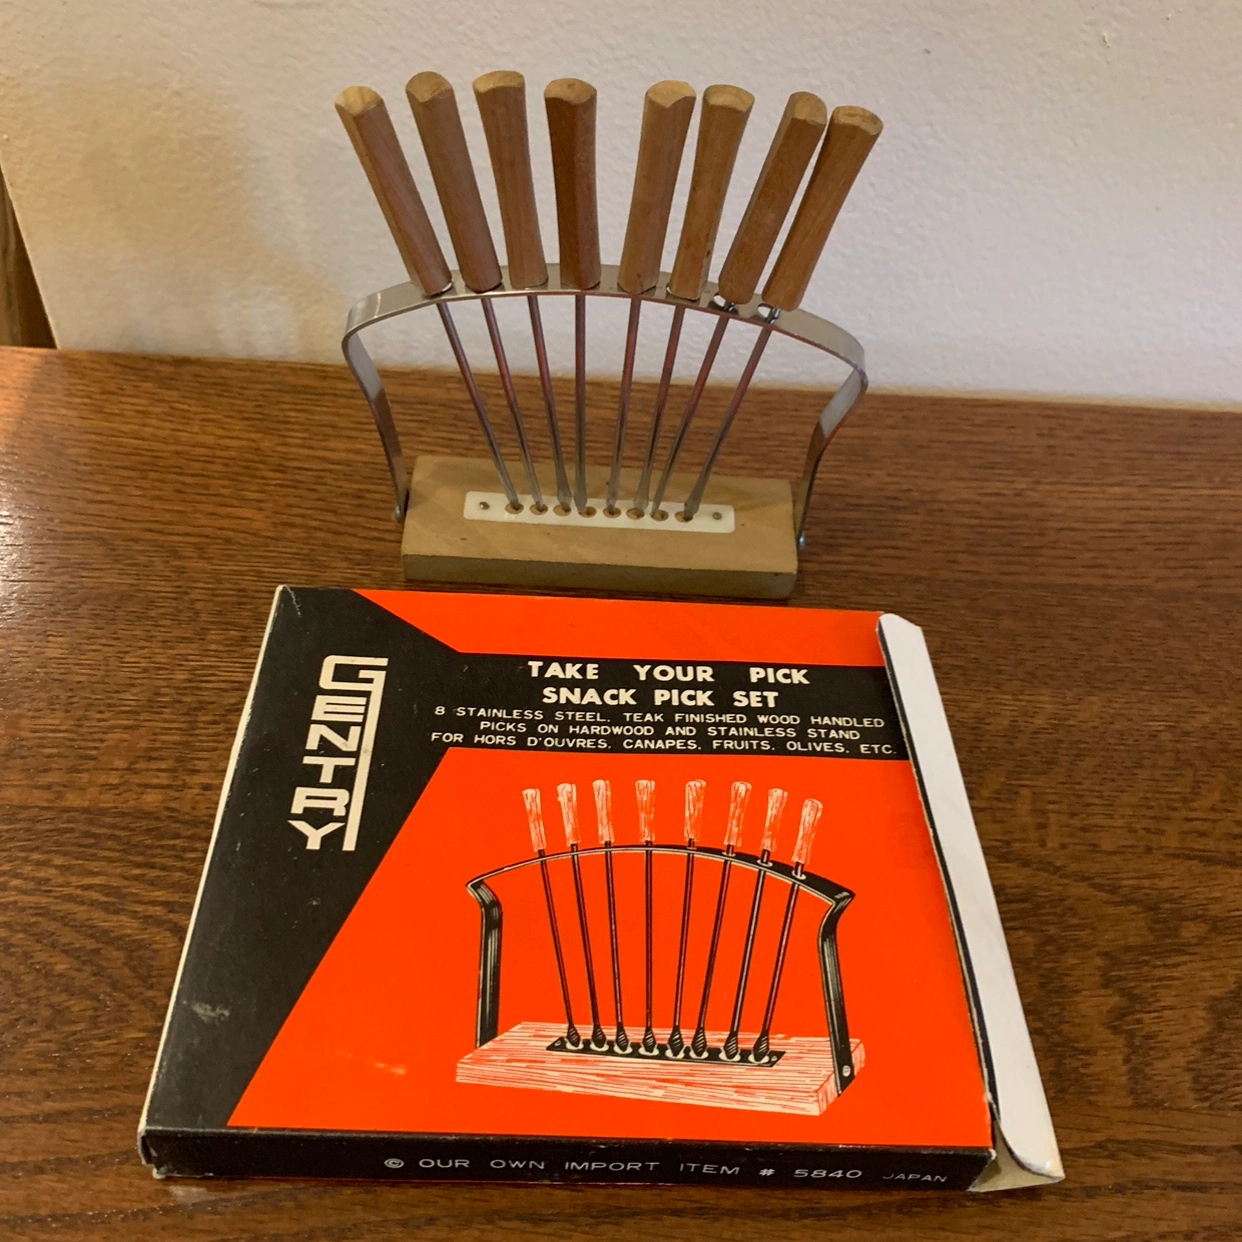 GENTRY
TAKE YOUR PICK
SNACK PICK SET
8 STAINLESS STEEL, TEAK FINISHED WOOD HANDLED
PICKS ON HARDWOOD AND STAINLESS STAND
FOR HORS D'OUVRES, CANAPES, FRUITS, OLIVES, ETC.
© OUR OWN IMPORT ITEM # 5840 JAPAN